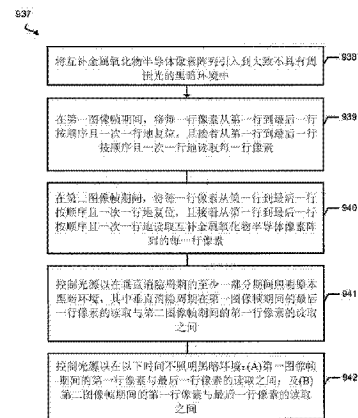 937
将互补金属氧化物半导体像素阵列引入到大致不具有周
围光的黑暗环境中
938
在第一图像帧期间，将每一行像素从第一行到最后一行
按顺序且一次一行地复位，且接着从第一行到最后一行
按顺序且一次一行地读取每一行像素
939
在第二图像帧期间，将每一行像素从第一行到最后一行
按顺序且一次一行地复位，且接着从第一行到最后一行
按顺序且一次一行地读取互补金属氧化物半导体像素阵
列的每一行像素
940
控制光源以在垂直消隐周期的至少一部分期间照明原本
黑暗环境，其中垂直消隐周期在第一图像帧期间的最后
一行像素的读取与第二图像帧期间的第一行像素的读取
之间
941
控制光源以在以下时间不照明黑暗环境：(A)第一图像帧
期间的第一行像素与最后一行像素的读取之间；及(B)
第二图像帧期间的第一行像素与最后一行像素的读取
之间
942